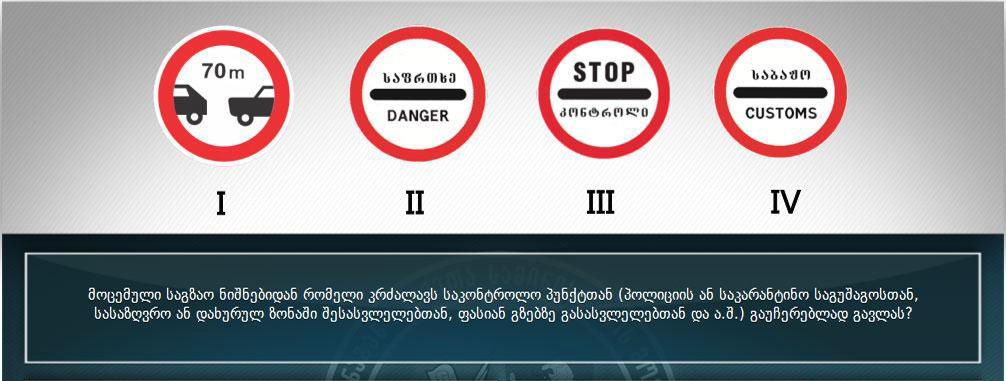 70m
საფრთხე
DANGER
STOP
კონტროლი
საბაჟო
CUSTOMS
I
II
III
IV
მოცემული საგზაო ნიშნებიდან რომელი კრძალავს საკონტროლო პუნქტთან (პოლიციის ან საკარანტინო საგუშაგოსთან,
სასაზღვრო ან დახურულ ზონაში შესასვლელებთან, ფასიან გზებზე გასასვლელებთან და ა.შ.) გაუჩერებლად გავლას?